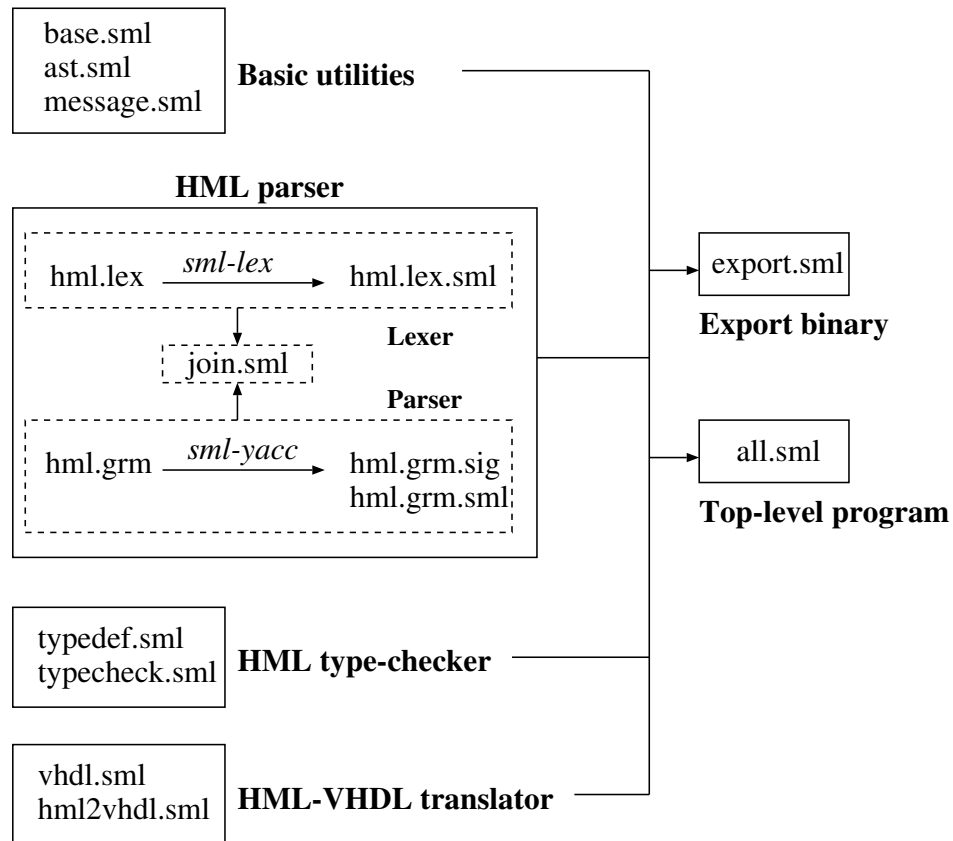 base.sml
ast.sml
message.sml
Basic utilities
HML parser
hml.lex
sml-lex
hml.lex.sml
Lexer
join.sml
Parser
hml.grm
sml-yacc
hml.grm.sig
hml.grm.sml
export.sml
Export binary
all.sml
Top-level program
typedef.sml
typecheck.sml
HML type-checker
vhdl.sml
hml2vhdl.sml
HML-VHDL translator